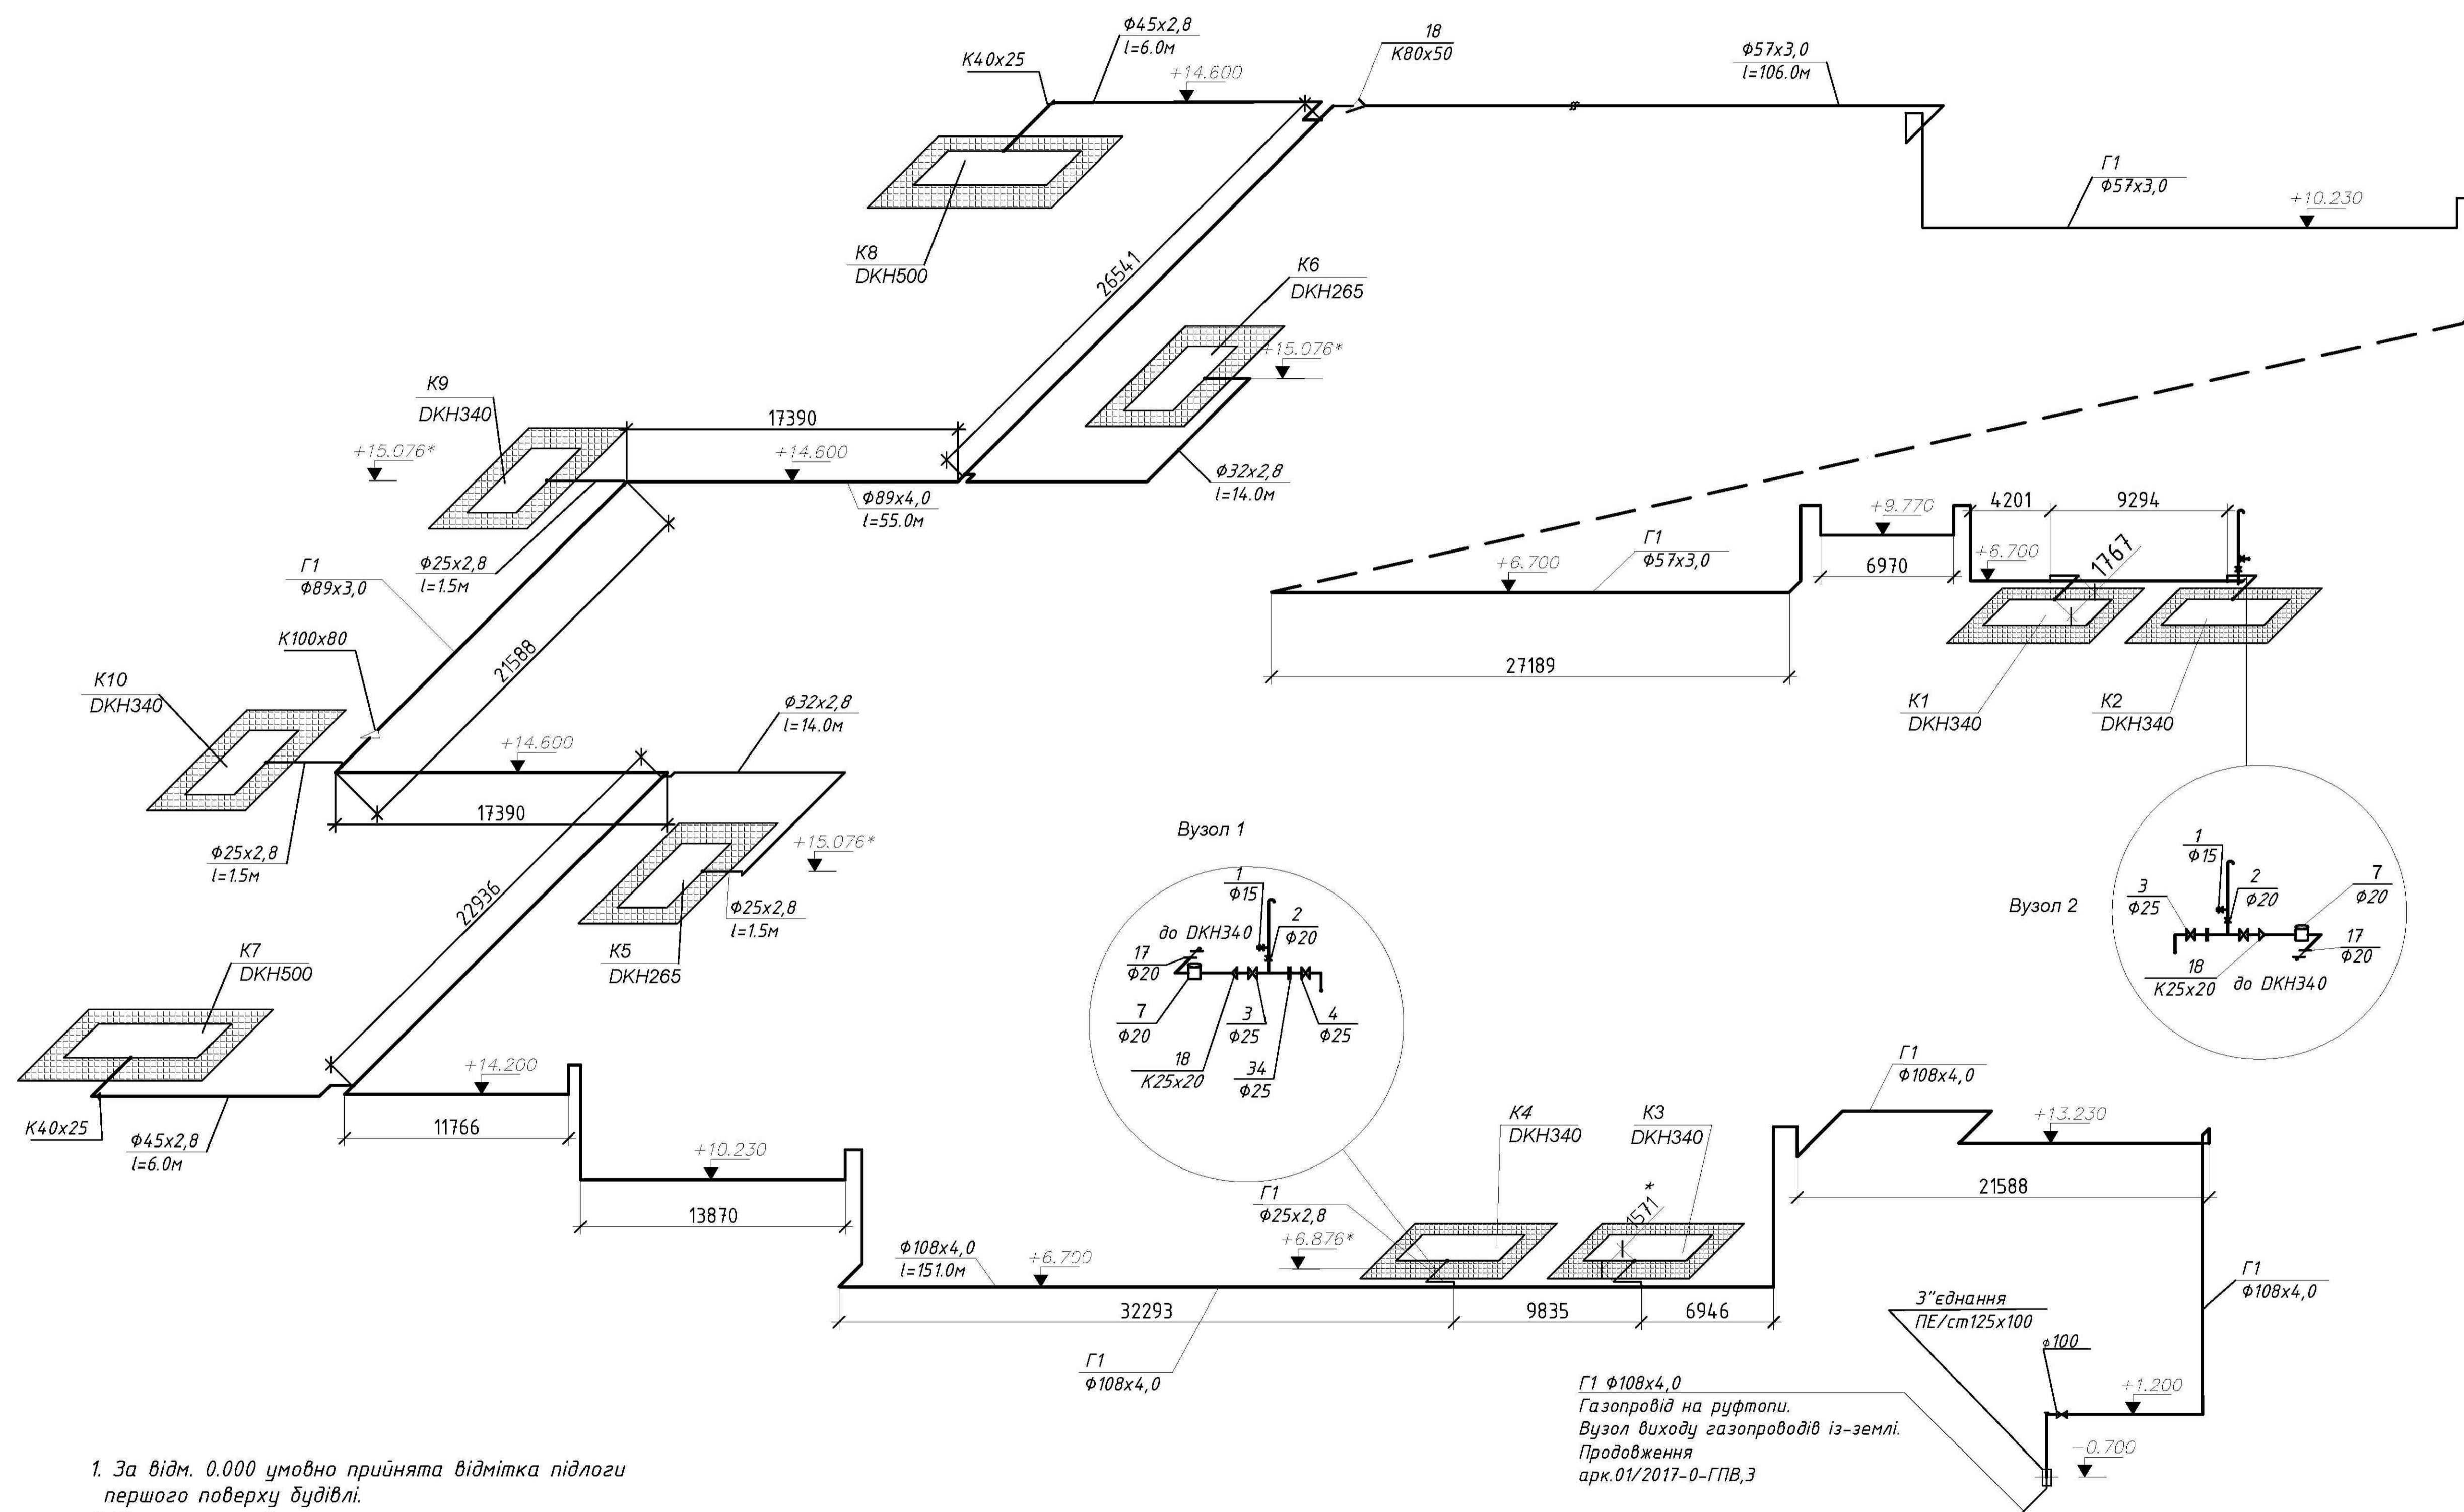 Ф45х2,8
l=6.0м
К40х25
+14.600
18
К80х50
Ф57х3,0
l=106.0м
Г1
Ф57х3,0
+10.230
К8
DKH500
26541
К6
DKH265
+15.076*
Ф32х2,8
l=14.0м
К9
DKH340
+15.076*
17390
+14.600
Ф89х4,0
l=55.0м
Ф25х2,8
l=1.5м
Г1
Ф89х3,0
К100х80
21588
Г1
Ф57х3,0
+6.700
27189
+9.770
6970
4201
9294
+6.700
1767
К1
DKH340
К2
DKH340
К10
DKH340
+14.600
17390
Ф32х2,8
l=14.0м
Ф25х2,8
l=1.5м
22936
+15.076*
Ф25х2,8
l=1.5м
К5
DKH265
К7
DKH500
К40х25
Ф45х2,8
l=6.0м
+14.200
11766
+10.230
13870
Вузол 1
1
Ф15
2
Ф20
до DKH340
17
Ф20
7
Ф20
3
Ф25
4
Ф25
18
К25х20
34
Ф25
Вузол 2
1
Ф15
2
Ф20
3
Ф25
7
Ф20
17
Ф20
18
К25х20
до DKH340
К4
DKH340
К3
DKH340
Г1
Ф25х2,8
+6.876*
1571*
Ф108х4,0
l=151.0м
+6.700
32293
9835
6946
Г1
Ф108х4,0
Г1
Ф108х4,0
+13.230
21588
Г1
Ф108х4,0
З"єднання
ПЕ/ст125х100
ф100
+1.200
-0.700
Г1 Ф108х4,0
Газопровід на руфтопи.
Вузол виходу газопроводів із-землі.
Продовження
арк.01/2017-0-ГПВ,3
1. За відм. 0.000 умовно прийнята відмітка підлоги
першого поверху будівлі.